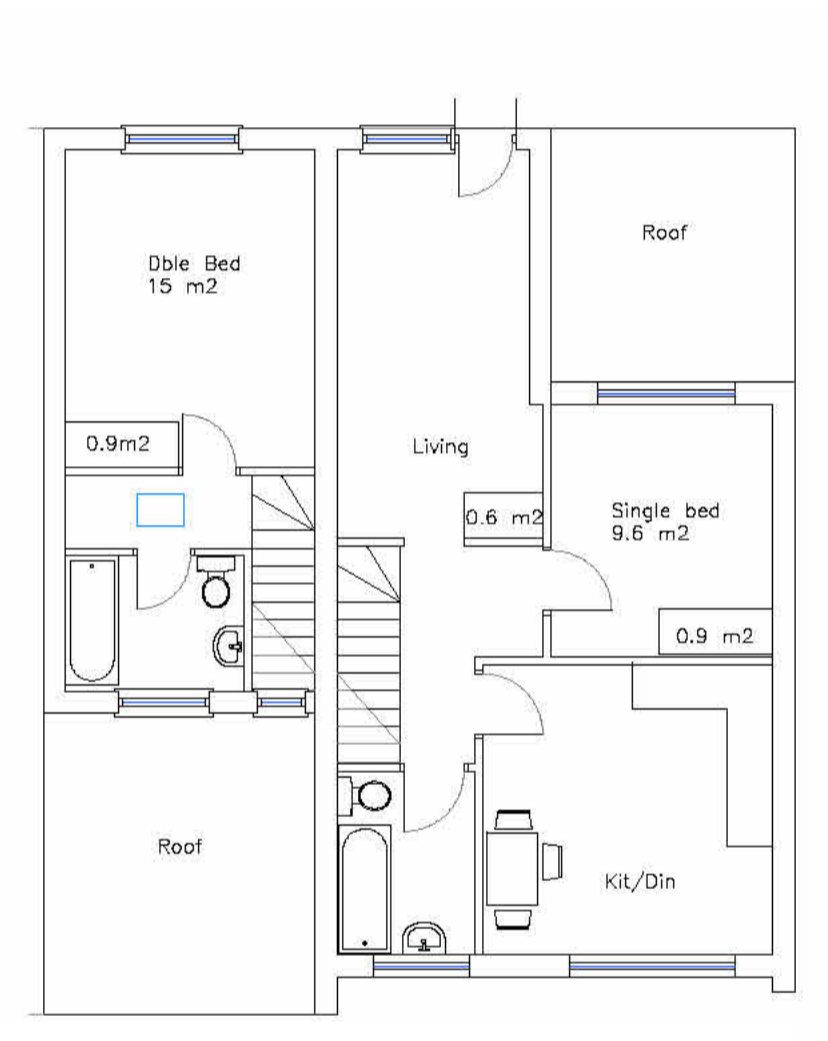 Dble Bed
15 m2
0.9m2
Roof
Living
0.6 m2
Roof
Single bed
9.6 m2
0.9 m2
Kit/Din